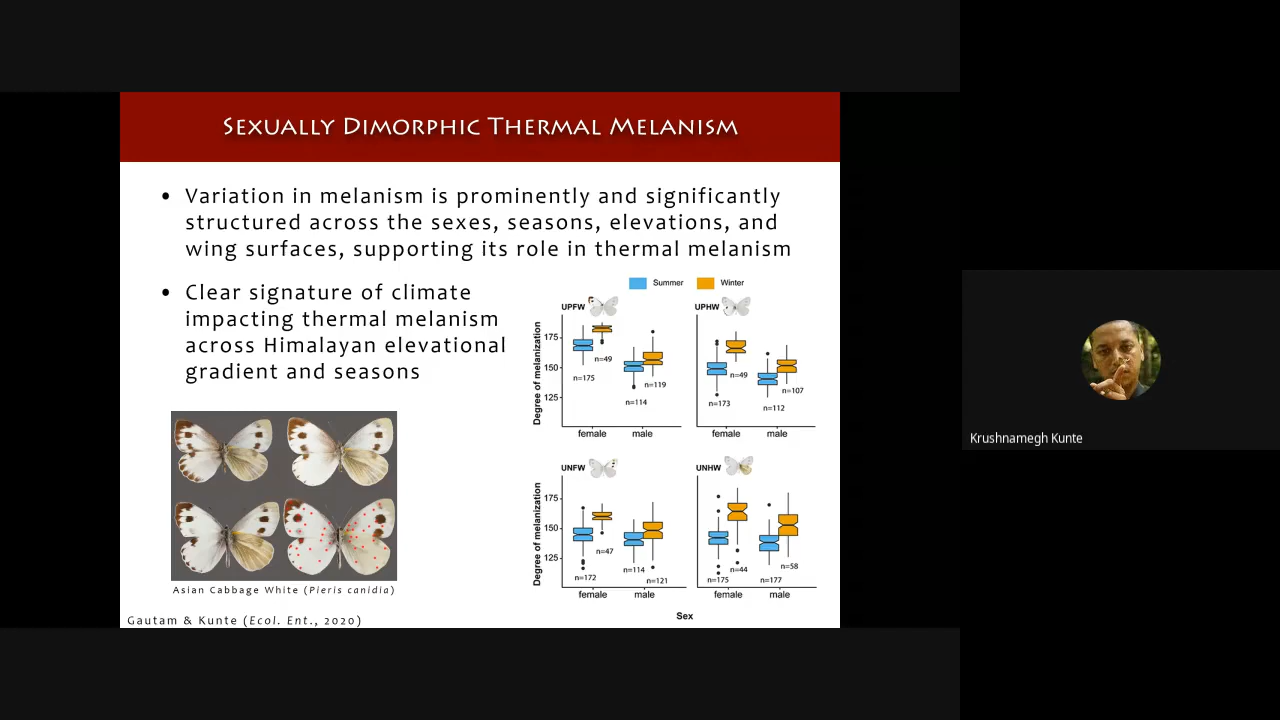 Sexually Dimorphic Thermal Melanism
• Variation in melanism is prominently and significantly
structured across the sexes, seasons, elevations, and
wing surfaces, supporting its role in thermal melanism
• Clear signature of climate
impacting thermal melanism
across Himalayan elevational
gradient and seasons
Summer Winter
UPFW
Degree of melanization
175
150
125
n=175
n=49
n=114
n=119
female male
UPHW
n=173
n=49
n=112
n=107
female male
UNFW
Degree of melanization
175
150
125
n=172
n=47
n=114
n=121
female male
UNHW
n=175
n=44
n=177
n=58
female male
Sex
Asian Cabbage White (Pieris canidia)
Gautam & Kunte (Ecol. Ent., 2020)
Krushnamegh Kunte